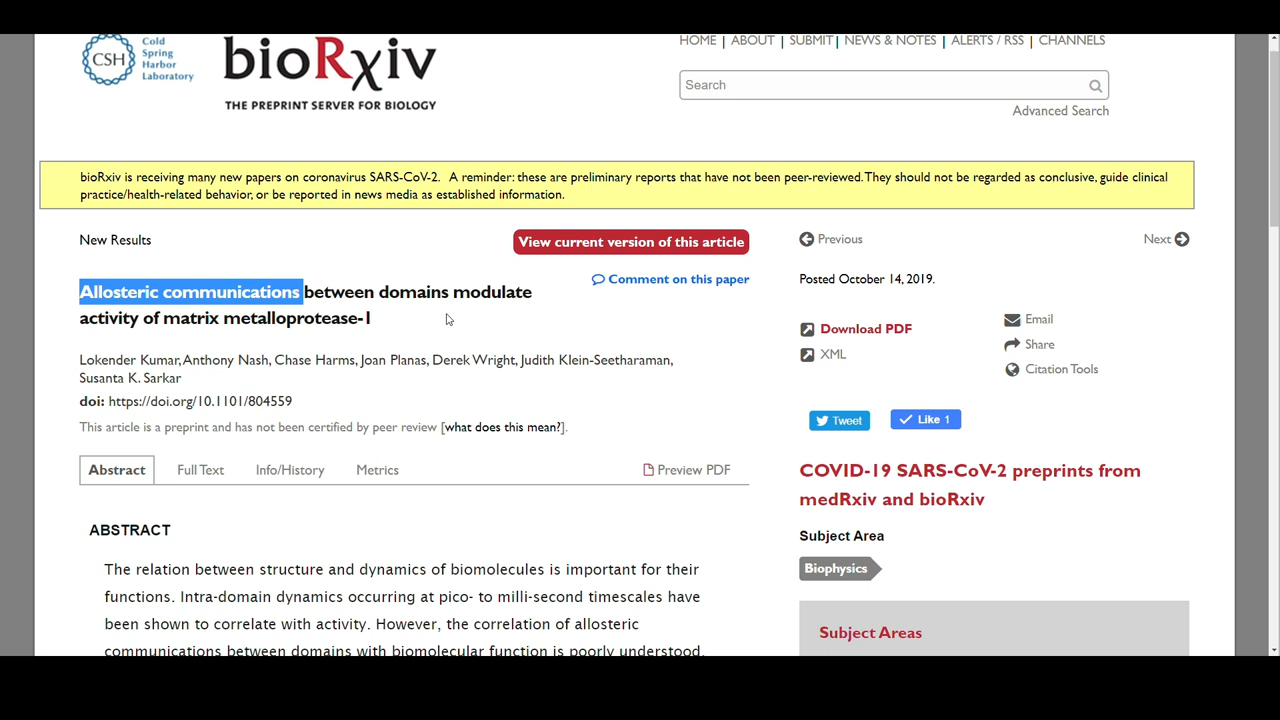 CSH Cold
Spring
Harbor
Laboratory
bioRχiv
THE PREPRINT SERVER FOR BIOLOGY
HOME | ABOUT | SUBMIT | NEWS & NOTES | ALERTS / RSS | CHANNELS
Search
Advanced Search
bioRxiv is receiving many new papers on coronavirus SARS-CoV-2. A reminder: these are preliminary reports that have not been peer-reviewed. They should not be regarded as conclusive, guide clinical
practice/health-related behavior, or be reported in news media as established information.
New Results
View current version of this article
Comment on this paper
Allosteric communications between domains modulate
activity of matrix metalloprotease-1
Lokender Kumar, Anthony Nash, Chase Harms, Joan Planas, Derek Wright, Judith Klein-Seetharaman,
Susanta K. Sarkar
doi: https://doi.org/10.1101/804559
This article is a preprint and has not been certified by peer review [what does this mean?].
Abstract Full Text Info/History Metrics Preview PDF
ABSTRACT
The relation between structure and dynamics of biomolecules is important for their
functions. Intra-domain dynamics occurring at pico- to milli-second timescales have
been shown to correlate with activity. However, the correlation of allosteric
communications between domains with biomolecular function is poorly understood.
Previous Next
Posted October 14, 2019.
Download PDF
XML
Email
Share
Citation Tools
Tweet Like 1
COVID-19 SARS-CoV-2 preprints from
medRxiv and bioRxiv
Subject Area
Biophysics
Subject Areas